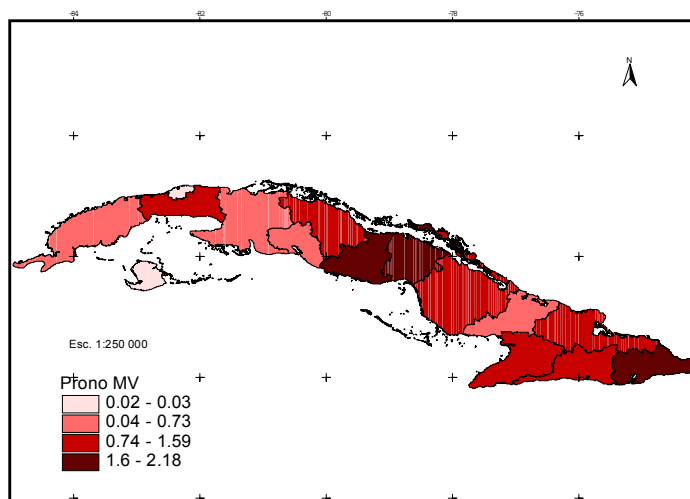 -84 -82 -80 -78 -76
N
Esc. 1:250 000
Prono MV
0.02 - 0.03
0.04 - 0.73
0.74 - 1.59
1.6 - 2.18